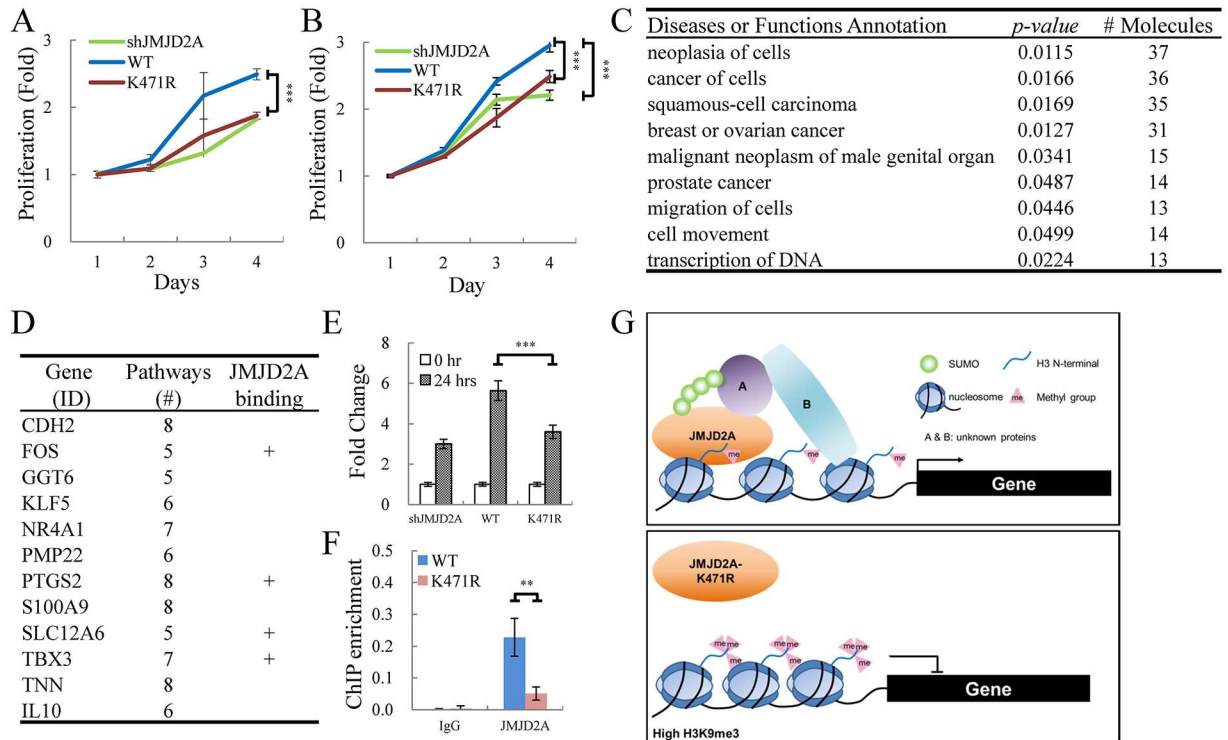 A
shJMJD2A
WT
K471R
Proliferation (Fold)
3
2
1
0
***
1 2 3 4
Days
B
shJMJD2A
WT
K471R
Proliferation (Fold)
3
2
1
0
***
***
1 2 3 4
Day
C
Diseases or Functions Annotation p-value # Molecules
neoplasia of cells 0.0115 37
cancer of cells 0.0166 36
squamous-cell carcinoma 0.0169 35
breast or ovarian cancer 0.0127 31
malignant neoplasm of male genital organ 0.0341 15
prostate cancer 0.0487 14
migration of cells 0.0446 13
cell movement 0.0499 14
transcription of DNA 0.0224 13
D
Gene Pathways JMJD2A
(ID) (#) binding
CDH2 8
FOS 5 +
GGT6 5
KLF5 6
NR4A1 7
PMP22 6
PTGS2 8 +
S100A9 8
SLC12A6 5 +
TBX3 7 +
TNN 8
IL10 6
E
Fold Change
8
6
4
2
0
0 hr
24 hrs
***
shJMJD2A WT K471R
F
ChIP enrichment
0.5
0.4
0.3
0.2
0.1
0.0
WT
K471R
**
IgG JMJD2A
G
A
B
JMJD2A
me me me
SUMO H3 N-terminal
nucleosome me Methyl group
A & B: unknown proteins
Gene
JMJD2A-
K471R
me me me me me me
me me me
Gene
High H3K9me3